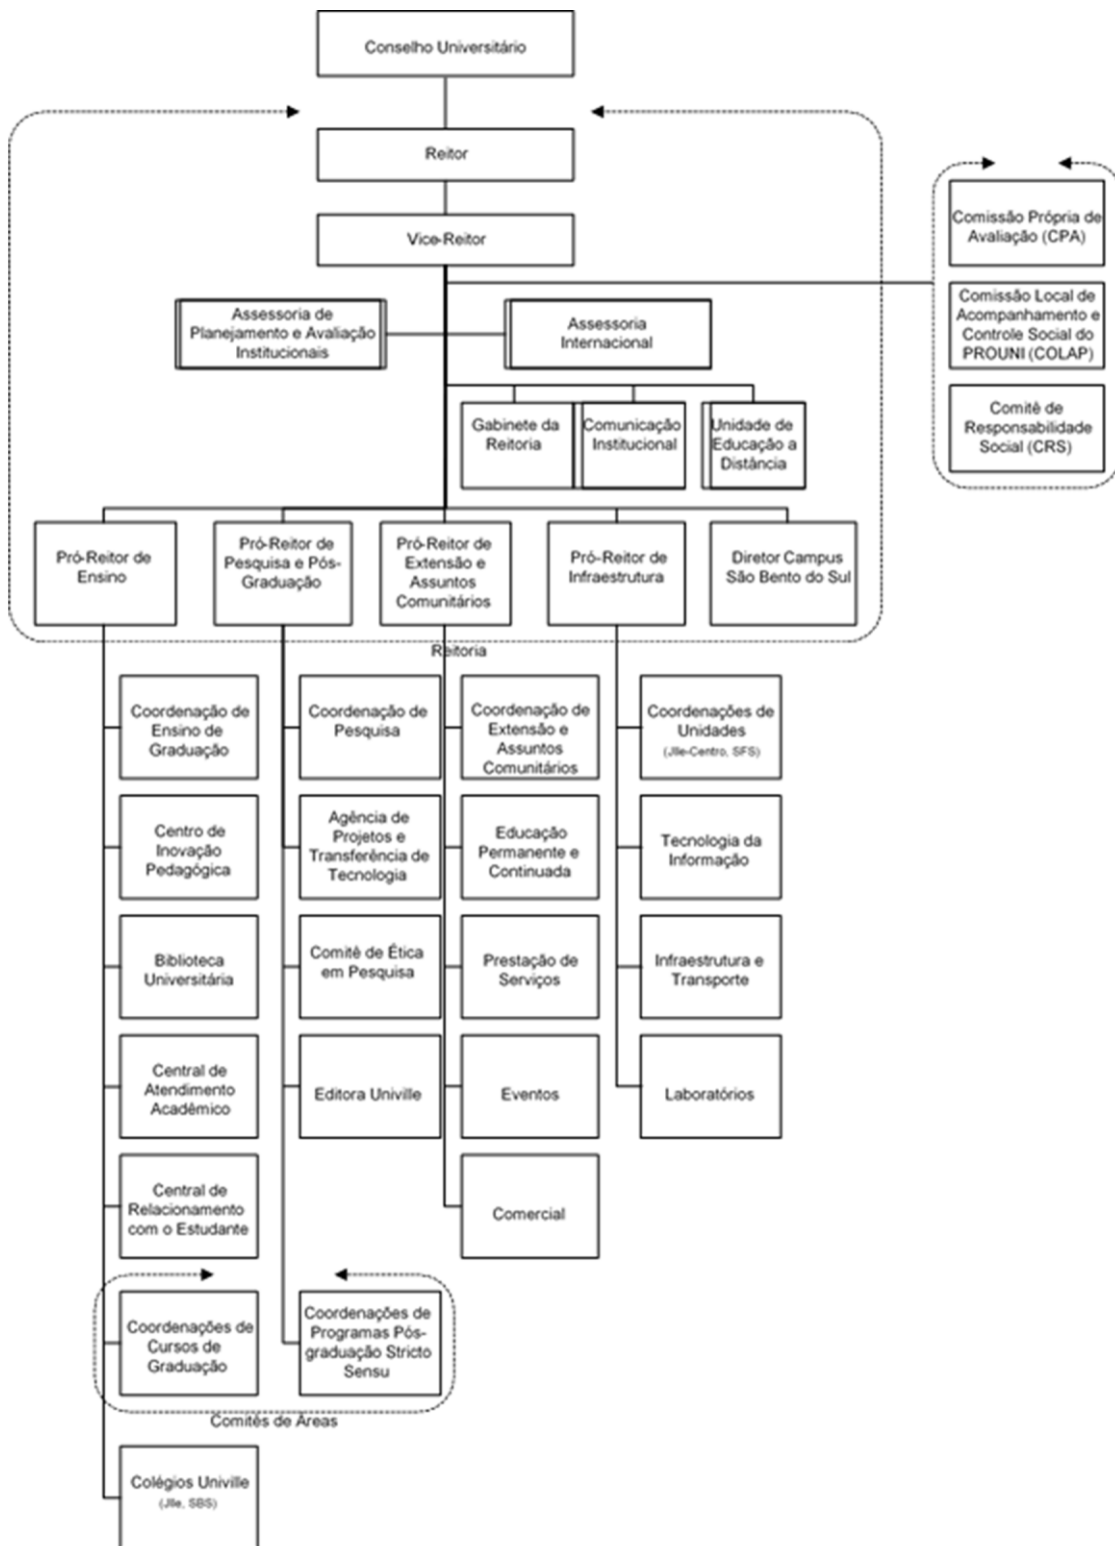 Conselho Universitário
Reitor
Vice-Reitor
Comissão Própria de
Avaliação (CPA)
Comissão Local de
Acompanhamento e
Controle Social do
PROUNI (COLAP)
Comitê de
Responsabilidade
Social (CRS)
Assessoria de
Planejamento e Avaliação
Institucionais
Assessoria
Internacional
Gabinete da
Reitoria
Comunicação
Institucional
Unidade de
Educação a
Distância
Pró-Reitor de
Ensino
Pró-Reitor de
Pesquisa e Pós-
Graduação
Pró-Reitor de
Extensão e
Assuntos
Comunitários
Pró-Reitor de
Infraestrutura
Diretor Campus
São Bento do Sul
Reitoria
Coordenação de
Ensino de
Graduação
Coordenação de
Pesquisa
Coordenação de
Extensão e
Assuntos
Comunitários
Coordenações de
Unidades
(Jlle-Centro, SFS)
Centro de
Inovação
Pedagógica
Agência de
Projetos e
Transferência de
Tecnologia
Educação
Permanente e
Continuada
Tecnologia da
Informação
Biblioteca
Universitária
Comitê de Ética
em Pesquisa
Prestação de
Serviços
Infraestrutura e
Transporte
Central de
Atendimento
Acadêmico
Editora Univille
Eventos
Laboratórios
Central de
Relacionamento
com o Estudante
Comercial
Coordenações de
Cursos de
Graduação
Coordenações de
Programas Pós-
graduação Stricto
Sensu
Comitês de Áreas
Colégios Univille
(Jlle, SBS)